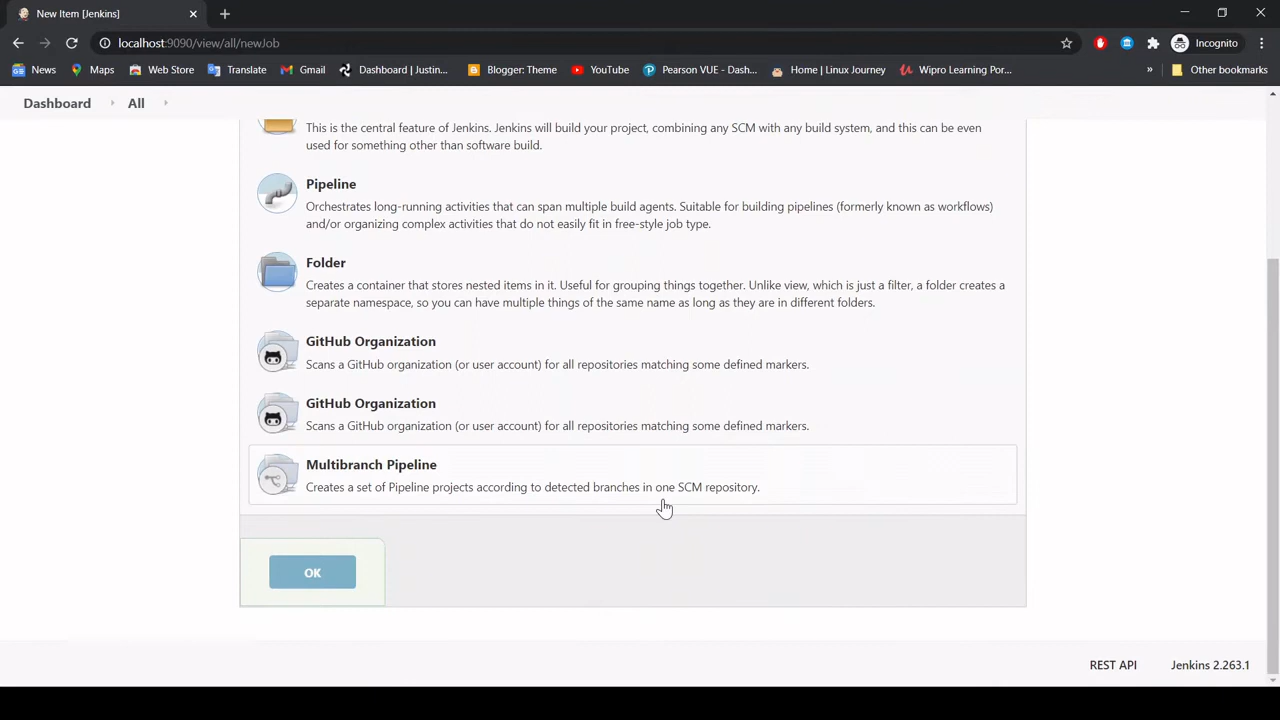 New Item [Jenkins]
localhost:9090/view/all/newJob
Incognito
News
Maps
Web Store
Translate
Gmail
Dashboard | Justin...
Blogger: Theme
YouTube
Pearson VUE - Dash...
Home | Linux Journey
Wipro Learning Por...
»
Other bookmarks
Dashboard
All
This is the central feature of Jenkins. Jenkins will build your project, combining any SCM with any build system, and this can be even
used for something other than software build.
Pipeline
Orchestrates long-running activities that can span multiple build agents. Suitable for building pipelines (formerly known as workflows)
and/or organizing complex activities that do not easily fit in free-style job type.
Folder
Creates a container that stores nested items in it. Useful for grouping things together. Unlike view, which is just a filter, a folder creates a
separate namespace, so you can have multiple things of the same name as long as they are in different folders.
GitHub Organization
Scans a GitHub organization (or user account) for all repositories matching some defined markers.
GitHub Organization
Scans a GitHub organization (or user account) for all repositories matching some defined markers.
Multibranch Pipeline
Creates a set of Pipeline projects according to detected branches in one SCM repository.
OK
REST API
Jenkins 2.263.1